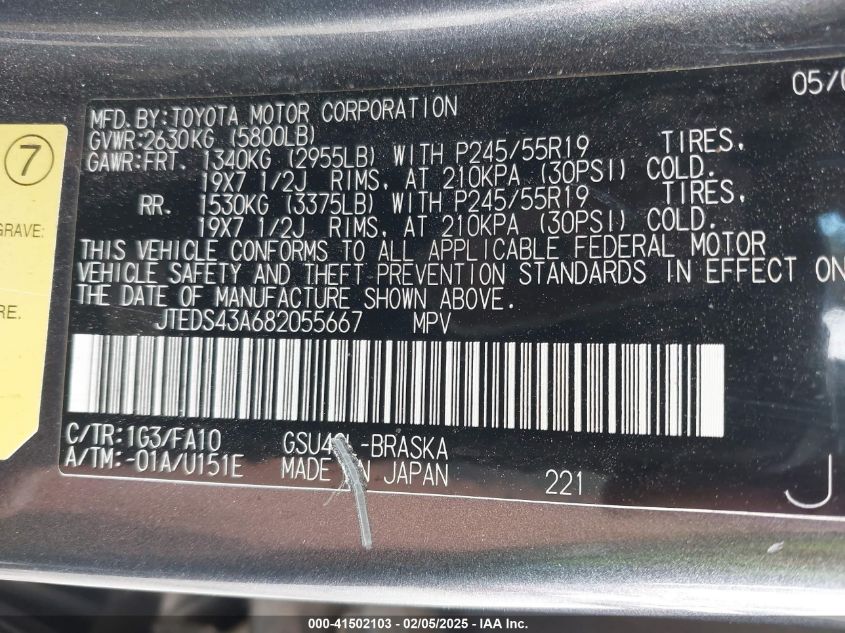 05/0
MFD. BY: TOYOTA MOTOR CORPORATION
GVWR: 2630KG (5800LB)
GAWR: FRT. 1340KG (2955LB) WITH P245/55R19 TIRES,
19X7 1/2J RIMS, AT 210KPA (30PSI) COLD.
RR. 1530KG (3375LB) WITH P245/55R19 TIRES,
19X7 1/2J RIMS, AT 210KPA (30PSI) COLD.
THIS VEHICLE CONFORMS TO ALL APPLICABLE FEDERAL MOTOR
VEHICLE SAFETY AND THEFT PREVENTION STANDARDS IN EFFECT ON
THE DATE OF MANUFACTURE SHOWN ABOVE.
JTEDS43A682055667 MPV
C/TR: 1G3/FA10 -BRASKA
A/TM: -01A/U151E MADE IN JAPAN
221
J
7
GRAVE:
RE.
000-41502103 - 02/05/2025 - IAA Inc.